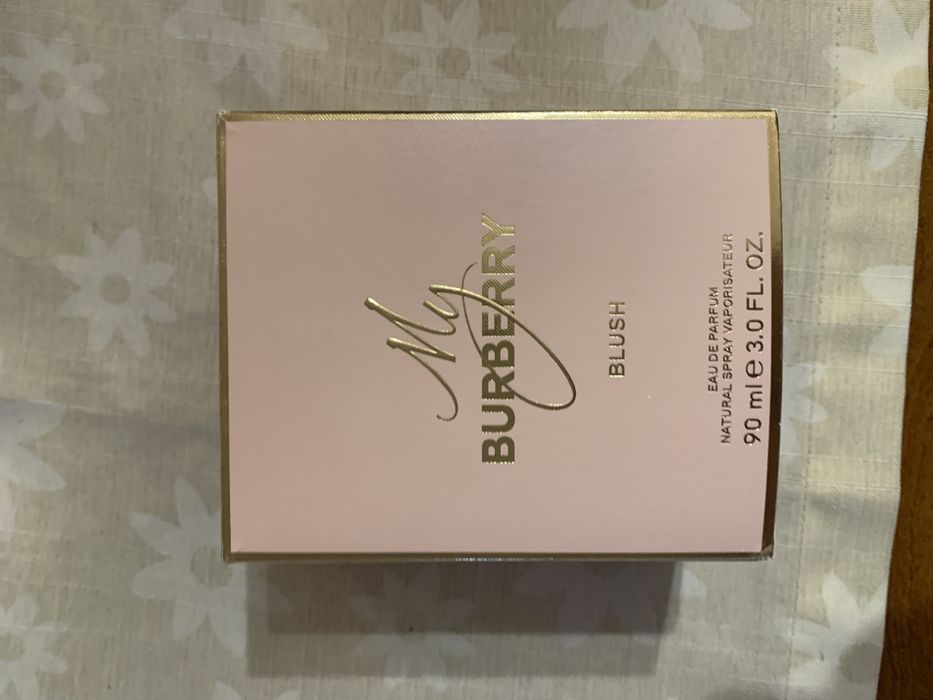 My
BURBERRY
BLUSH
EAU DE PARFUM
NATURAL SPRAY VAPORISATEUR
90 ml ℮ 3.0 FL. OZ.